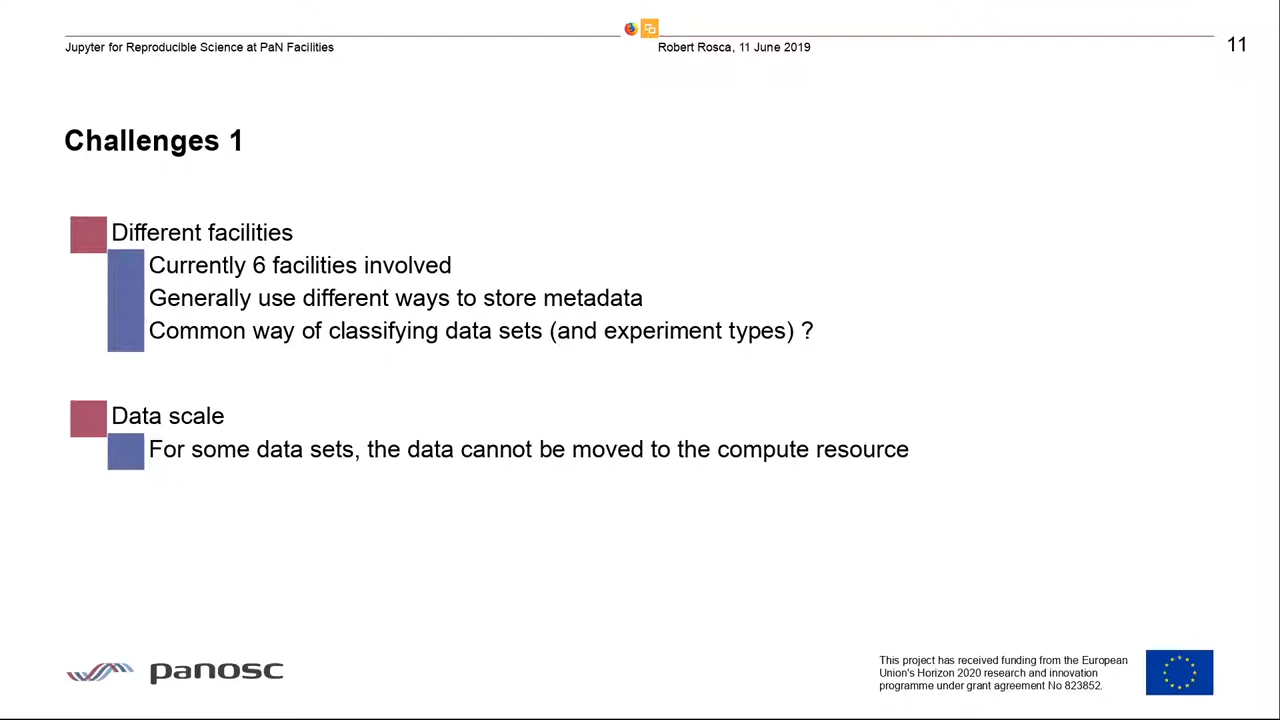 Jupyter for Reproducible Science at PaN Facilities
Robert Rosca, 11 June 2019
11
Challenges 1
Different facilities
Currently 6 facilities involved
Generally use different ways to store metadata
Common way of classifying data sets (and experiment types) ?
Data scale
For some data sets, the data cannot be moved to the compute resource
panosc
This project has received funding from the European
Union's Horizon 2020 research and innovation
programme under grant agreement No 823852.